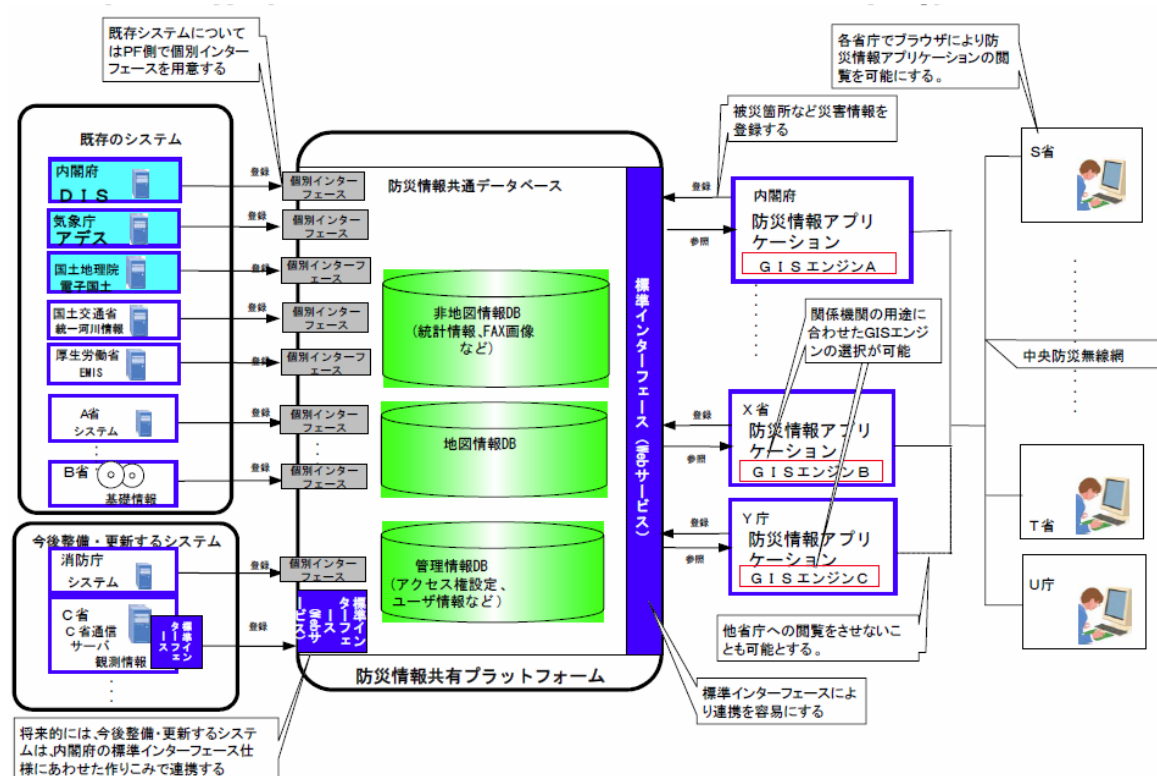 既存システムについて
はPF側で個別インター
フェースを用意する
各省庁でブラウザにより防
災情報アプリケーションの閲
覧を可能にする。
被災箇所など災害情報を
登録する
既存のシステム
内閣府
ＤＩＳ
気象庁
アデス
国土地理院
電子国土
国土交通省
統一河川情報
厚生労働省
EMIS
A省
システム
B省
基礎情報
登録
登録
登録
登録
登録
登録
登録
個別インター
フェース
個別インター
フェース
個別インターフ
ェース
個別インター
フェース
個別インターフ
ェース
個別インター
フェース
個別インター
フェース
今後整備・更新するシステム
消防庁
システム
C省
C省通信
サーバ
観測情報
標準イン
ターフェ
ース
登録
登録
個別インター
フェース
標準イン
ターフェ
ース
（Webサ
ービス）
防災情報共通データベース
非地図情報DB
(統計情報、FAX画像
など)
地図情報DB
管理情報DB
(アクセス権設定、
ユーザ情報など)
防災情報共有プラットフォーム
標準インターフェース（Webサービス）
登録
参照
内閣府
防災情報アプリ
ケーション
ＧＩＳエンジンA
関係機関の用途に
合わせたGISエンジ
ンの選択が可能
登録
参照
X省
防災情報アプリ
ケーション
ＧＩＳエンジンB
登録
参照
Y庁
防災情報アプリ
ケーション
ＧＩＳエンジンC
S省
中央防災無線網
T省
U庁
他省庁への閲覧をさせないこ
とも可能とする。
標準インターフェースによ
り連携を容易にする
将来的には、今後整備・更新するシステ
ムは、内閣府の標準インターフェース仕
様にあわせた作りこみで連携する